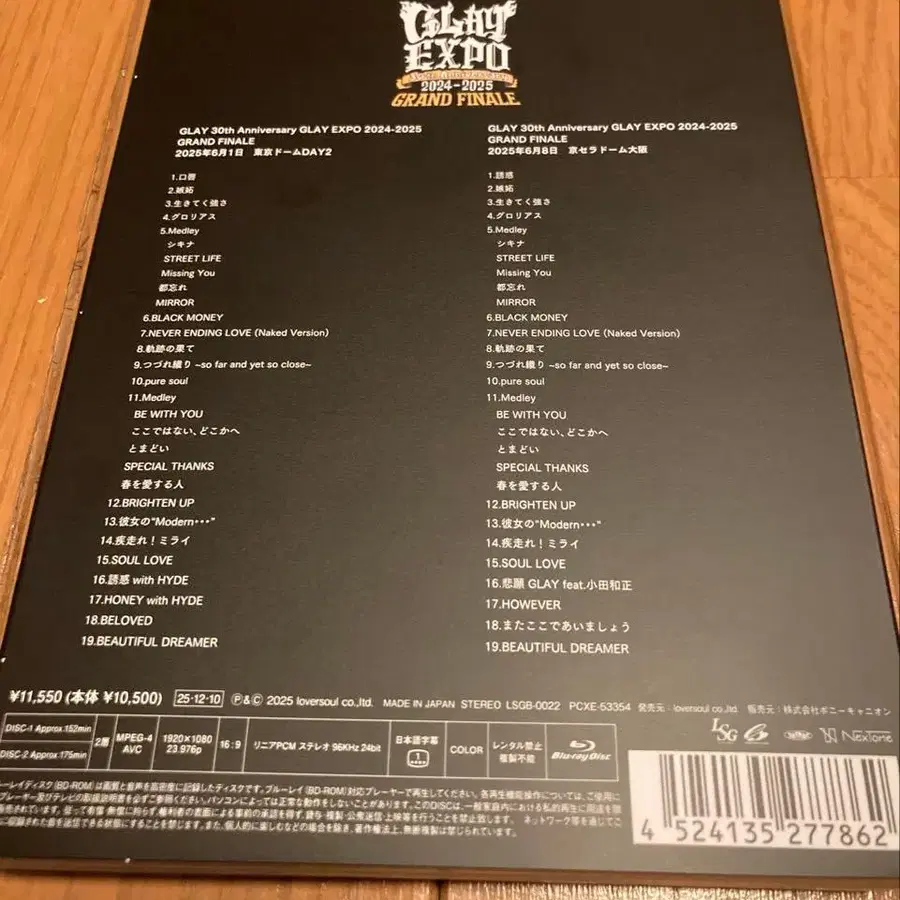 GLAY
EXPO
2024-2025
GRAND FINALE
GLAY 30th Anniversary GLAY EXPO 2024-2025
GRAND FINALE
2025年6月1日 東京ドームDAY2
1.口唇
2.嫉妬
3.生きてく強さ
4.グロリアス
5.Medley
シキナ
STREET LIFE
Missing You
都忘れ
MIRROR
6.BLACK MONEY
7.NEVER ENDING LOVE (Naked Version)
8.軌跡の果て
9.つづれ織り ~so far and yet so close~
10.pure soul
11.Medley
BE WITH YOU
ここではない、どこかへ
とまどい
SPECIAL THANKS
春を愛する人
12.BRIGHTEN UP
13.彼女の"Modern・・・"
14.疾走れ！ミライ
15.SOUL LOVE
16.誘惑 with HYDE
17.HONEY with HYDE
18.BELOVED
19.BEAUTIFUL DREAMER
GLAY 30th Anniversary GLAY EXPO 2024-2025
GRAND FINALE
2025年6月8日 京セラドーム大阪
1.誘惑
2.嫉妬
3.生きてく強さ
4.グロリアス
5.Medley
シキナ
STREET LIFE
Missing You
都忘れ
MIRROR
6.BLACK MONEY
7.NEVER ENDING LOVE (Naked Version)
8.軌跡の果て
9.つづれ織り ~so far and yet so close~
10.pure soul
11.Medley
BE WITH YOU
ここではない、どこかへ
とまどい
SPECIAL THANKS
春を愛する人
12.BRIGHTEN UP
13.彼女の"Modern・・・"
14.疾走れ！ミライ
15.SOUL LOVE
16.悲願 GLAY feat.小田和正
17.HOWEVER
18.またここであいましょう
19.BEAUTIFUL DREAMER
¥11,550 (本体 ¥10,500) 25・12・10 Ⓟ&© 2025 loversoul co.,ltd. MADE IN JAPAN STEREO LSGB-0022 PCXE-53354 発売元：loversoul co.,ltd 販売元：株式会社ポニーキャニオン
LSG NexTone
DISC-1 Approx.152min
DISC-2 Approx.175min
2層
MPEG-4
AVC
1920×1080
23.976p
16：9
リニアPCM ステレオ 96KHz 24bit
日本語字幕
1
COLOR
レンタル禁止
複製不能
Blu-ray Disc
4 524135 277862